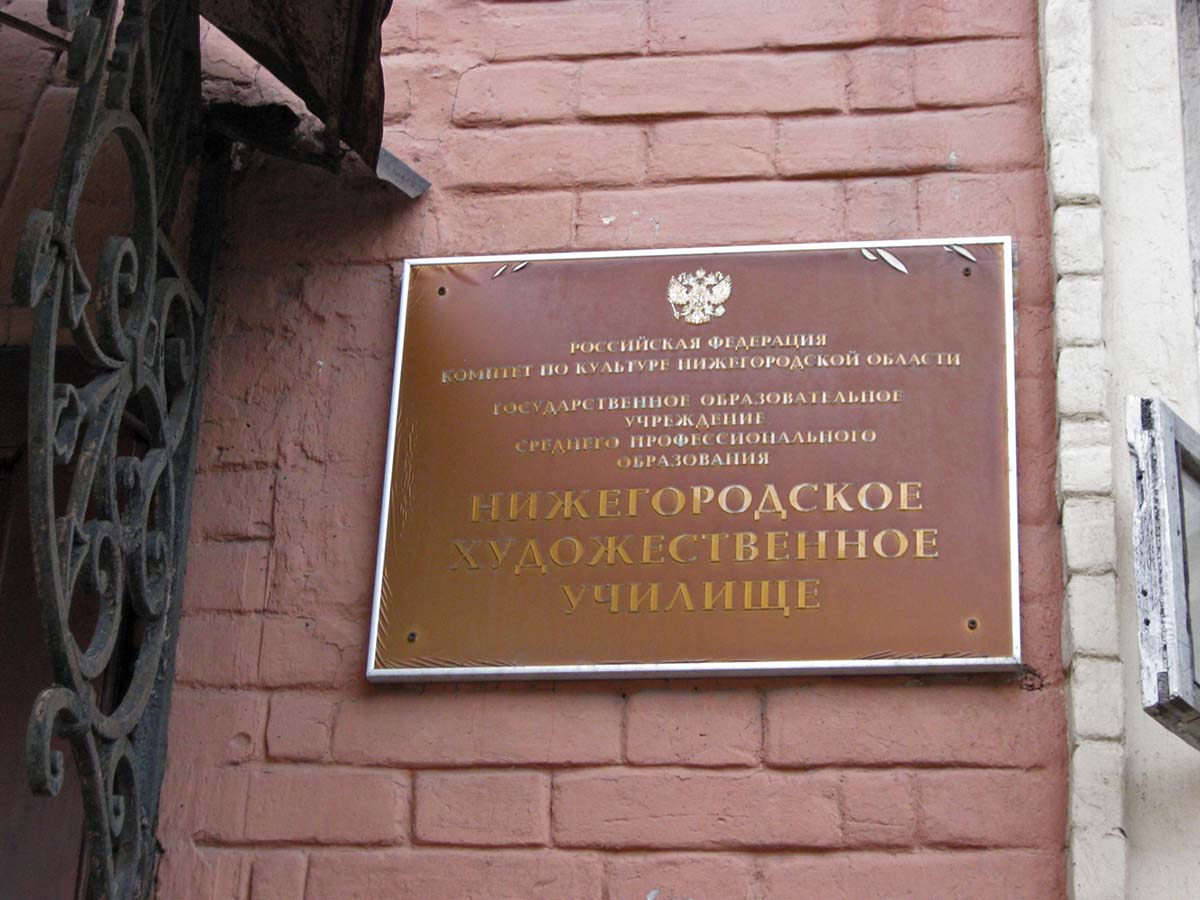 РОССИЙСКАЯ ФЕДЕРАЦИЯ
КОМИТЕТ ПО КУЛЬТУРЕ НИЖЕГОРОДСКОЙ ОБЛАСТИ
ГОСУДАРСТВЕННОЕ ОБРАЗОВАТЕЛЬНОЕ
УЧРЕЖДЕНИЕ
СРЕДНЕГО ПРОФЕССИОНАЛЬНОГО
ОБРАЗОВАНИЯ
НИЖЕГОРОДСКОЕ
ХУДОЖЕСТВЕННОЕ
УЧИЛИЩЕ